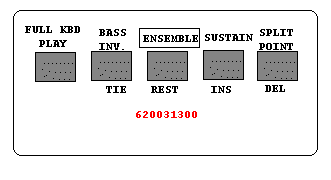 FULL KBD PLAY
BASS INV.
ENSEMBLE
SUSTAIN
SPLIT POINT
TIE
REST
INS
DEL
620031300